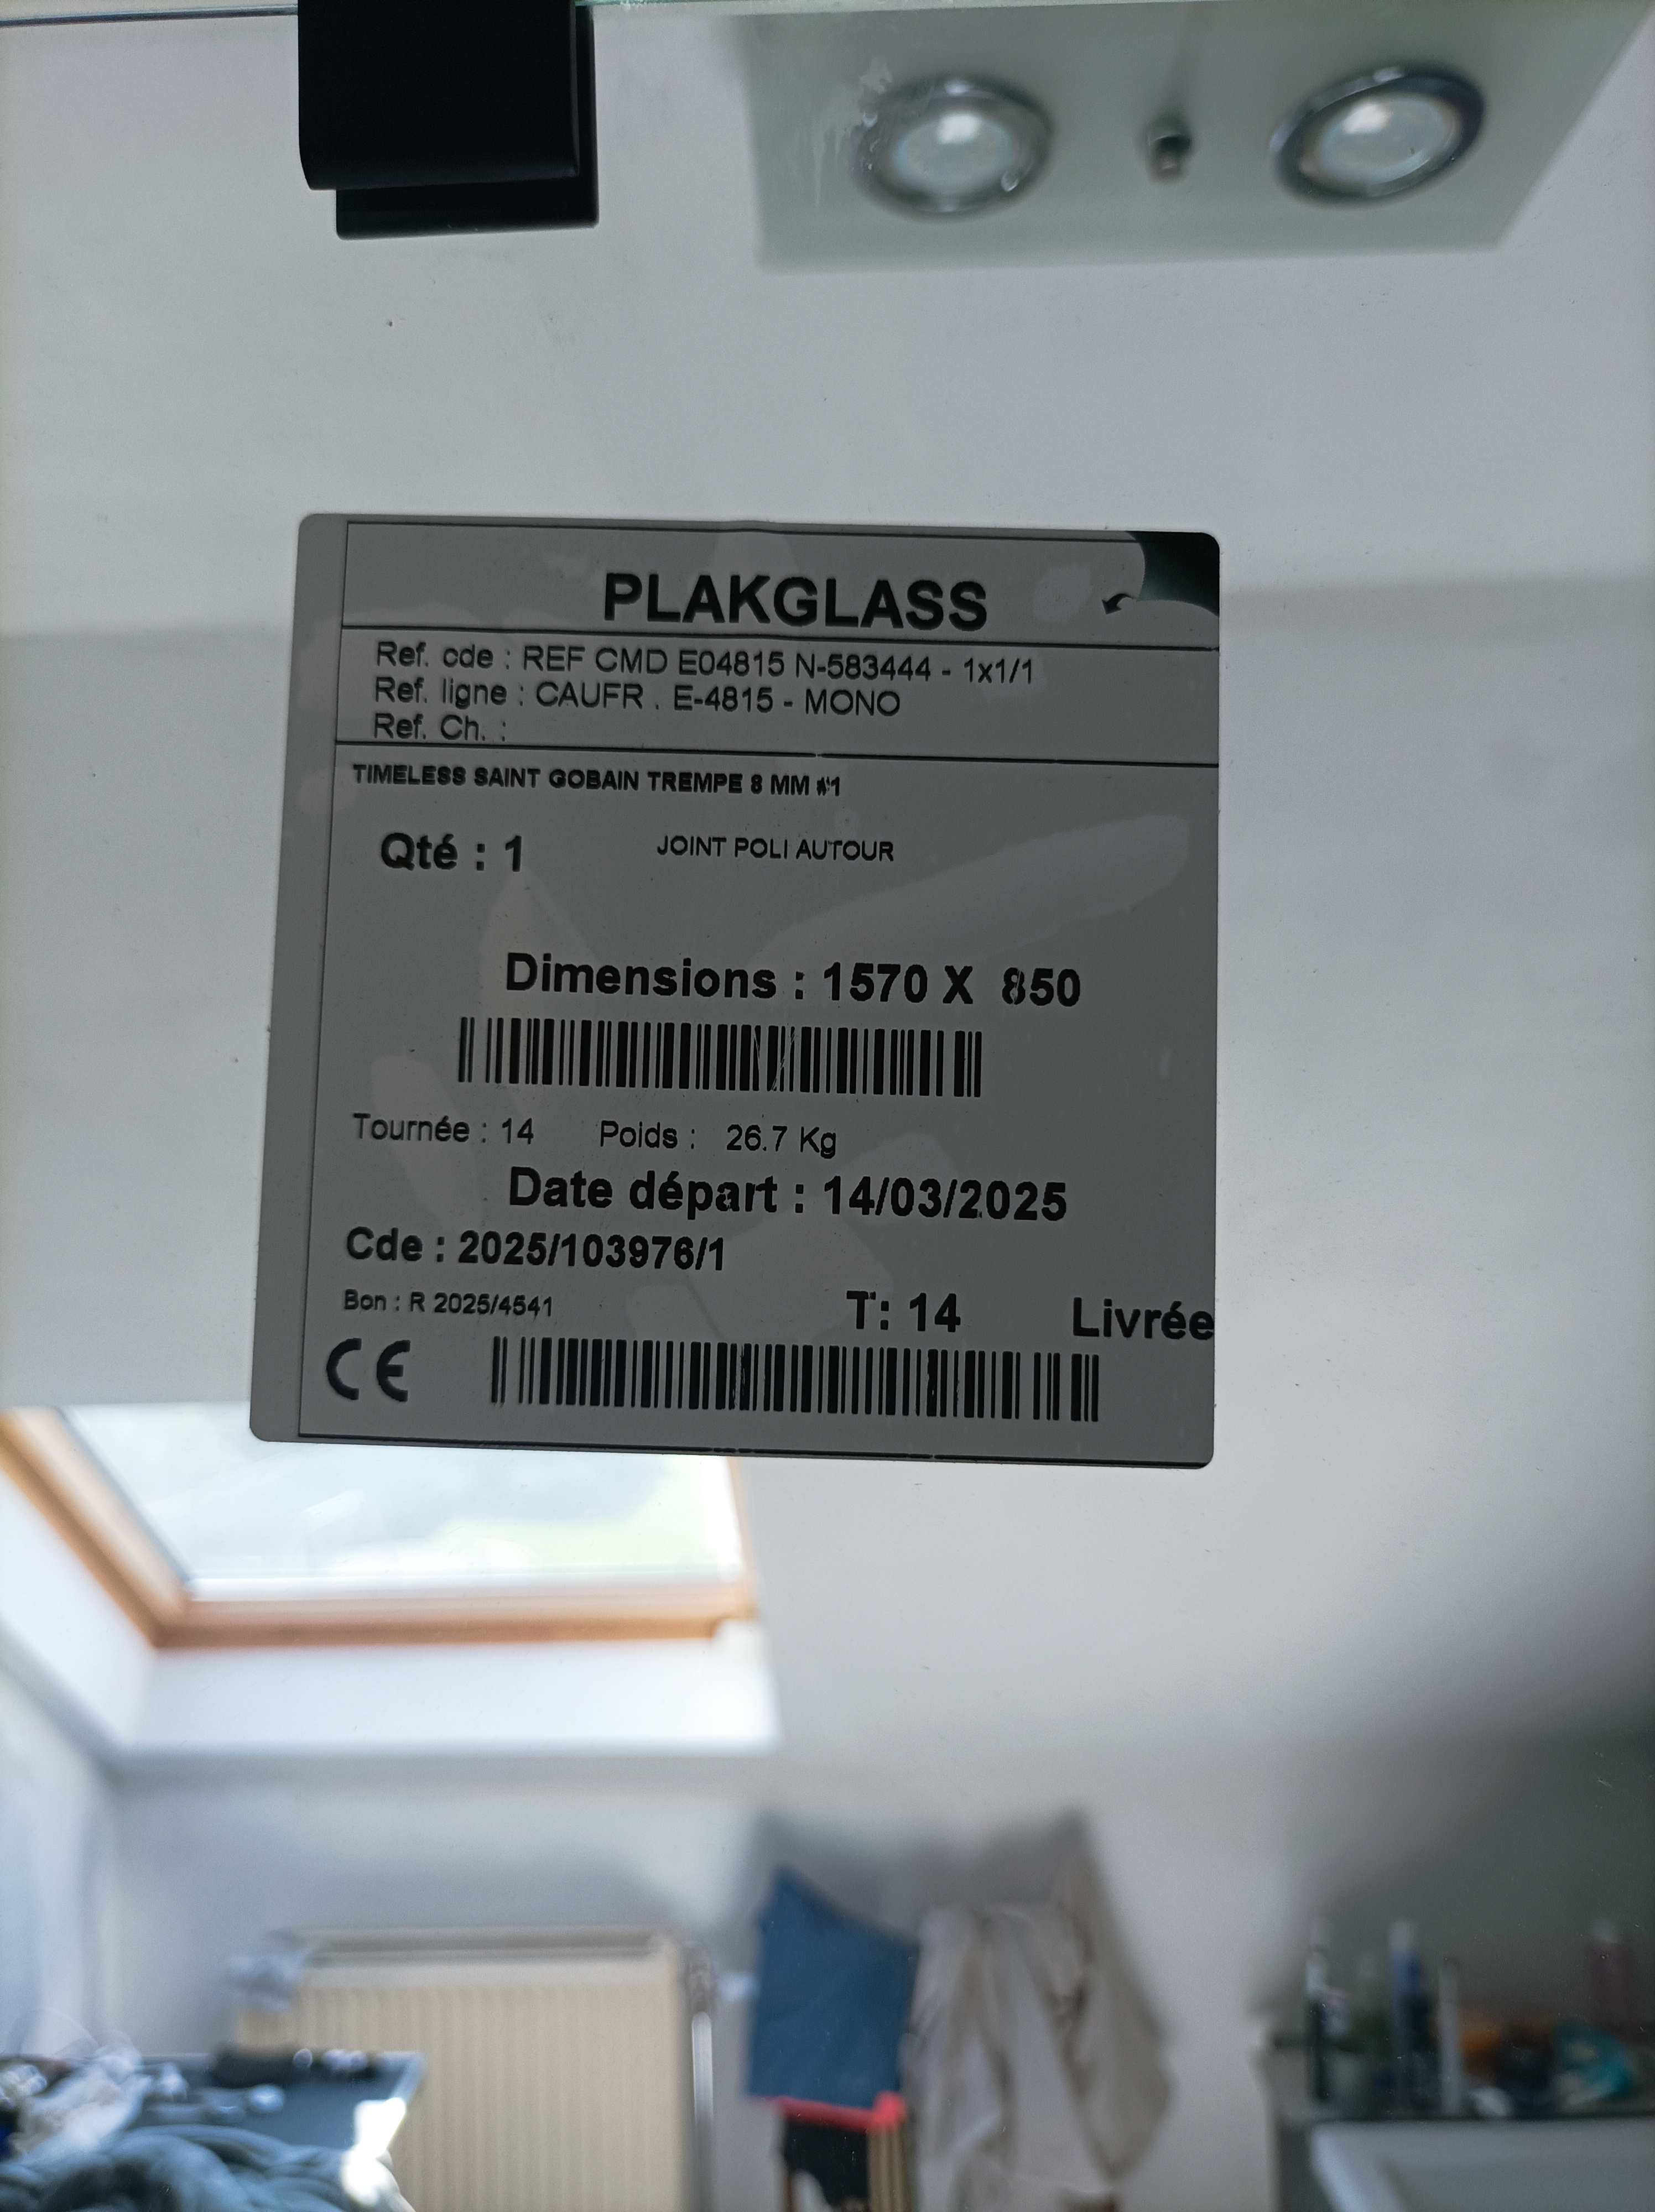 PLAKGLASS
Ref. cde : REF CMD E04815 N-583444 - 1x1/1
Ref. ligne : CAUFR . E-4815 - MONO
Ref. Ch. :
TIMELESS SAINT GOBAIN TREMPE 8 MM #1
Qté : 1 JOINT POLI AUTOUR
Dimensions : 1570 X 850
Tournée : 14 Poids : 26.7 Kg
Date départ : 14/03/2025
Cde : 2025/103976/1
Bon : R 2025/4541 T: 14 Livrée
CE